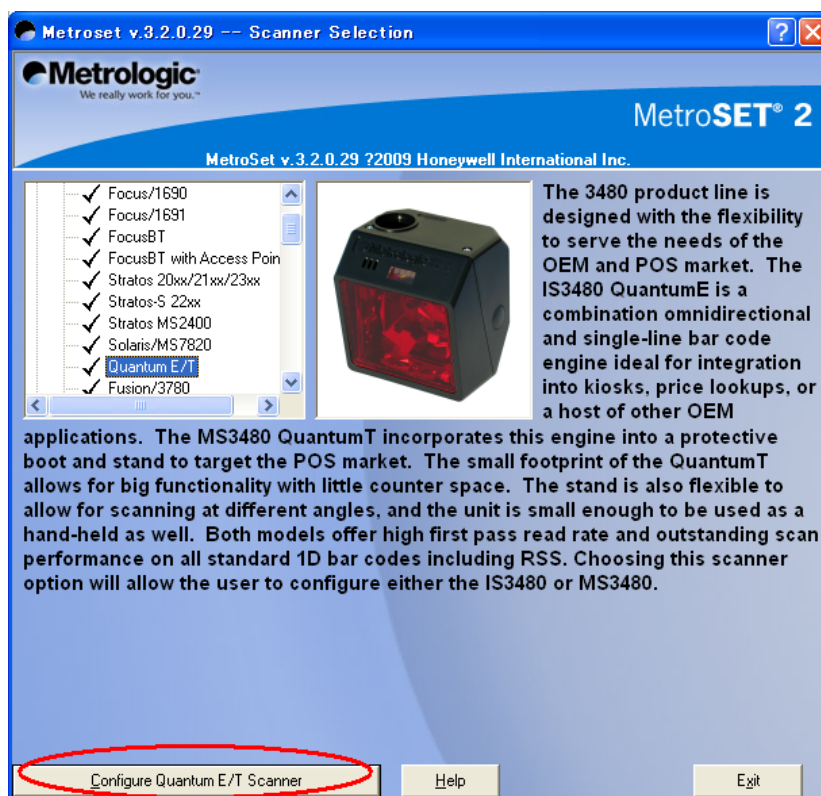 Metroset v.3.2.0.29 -- Scanner Selection
Metrologic
We really work for you.™
MetroSET® 2
MetroSet v.3.2.0.29 ?2009 Honeywell International Inc.
Focus/1690
Focus/1691
FocusBT
FocusBT with Access Poin
Stratos 20xx/21xx/23xx
Stratos-S 22xx
Stratos MS2400
Solaris/MS7820
Quantum E/T
Fusion/3780
The 3480 product line is
designed with the flexibility
to serve the needs of the
OEM and POS market. The
IS3480 QuantumE is a
combination omnidirectional
and single-line bar code
engine ideal for integration
into kiosks, price lookups, or
a host of other OEM
applications. The MS3480 QuantumT incorporates this engine into a protective
boot and stand to target the POS market. The small footprint of the QuantumT
allows for big functionality with little counter space. The stand is also flexible to
allow for scanning at different angles, and the unit is small enough to be used as a
hand-held as well. Both models offer high first pass read rate and outstanding scan
performance on all standard 1D bar codes including RSS. Choosing this scanner
option will allow the user to configure either the IS3480 or MS3480.
Configure Quantum E/T Scanner
Help
Exit